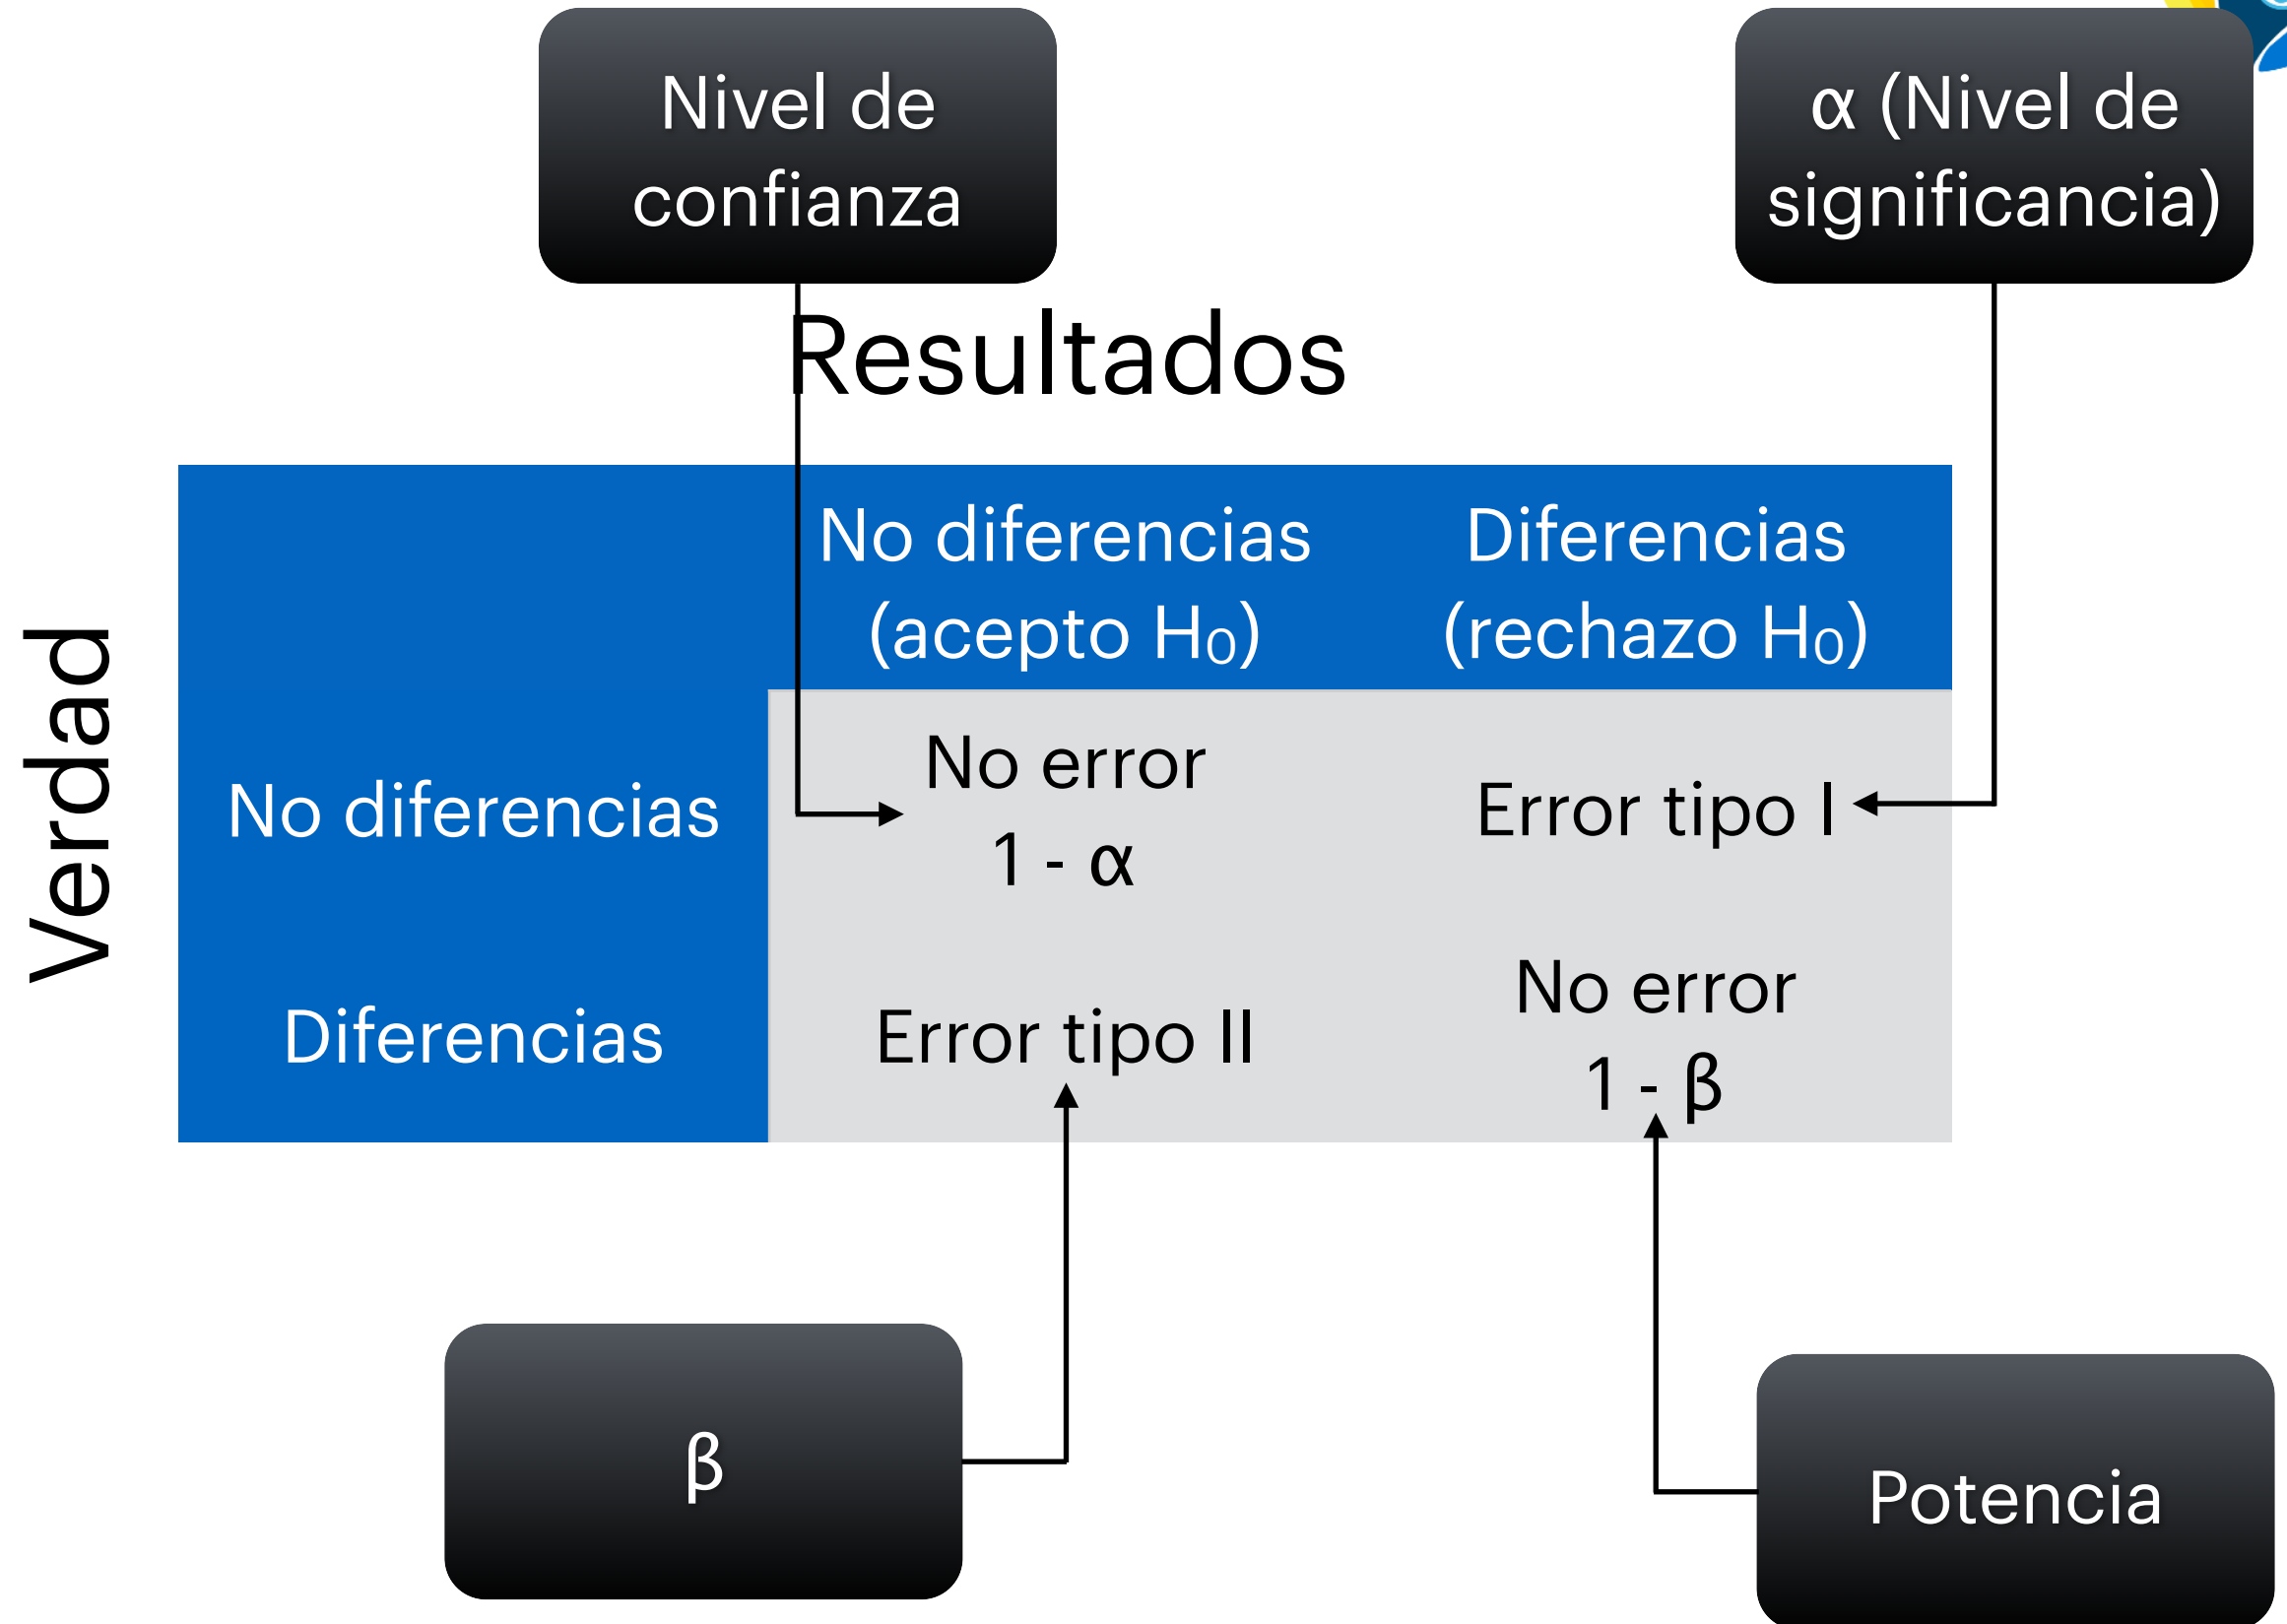 Nivel de
confianza
α (Nivel de
significancia)
Resultados
Verdad
No diferencias
(acepto H₀)
Diferencias
(rechazo H₀)
No diferencias
No error
1 - α
Error tipo I
Diferencias
Error tipo II
No error
1 - β
β
Potencia